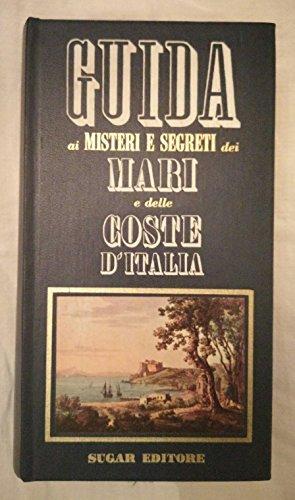 GUIDA
ai MISTERI E SEGRETI dei
MARI
e delle
COSTE
D'ITALIA
SUGAR EDITORE